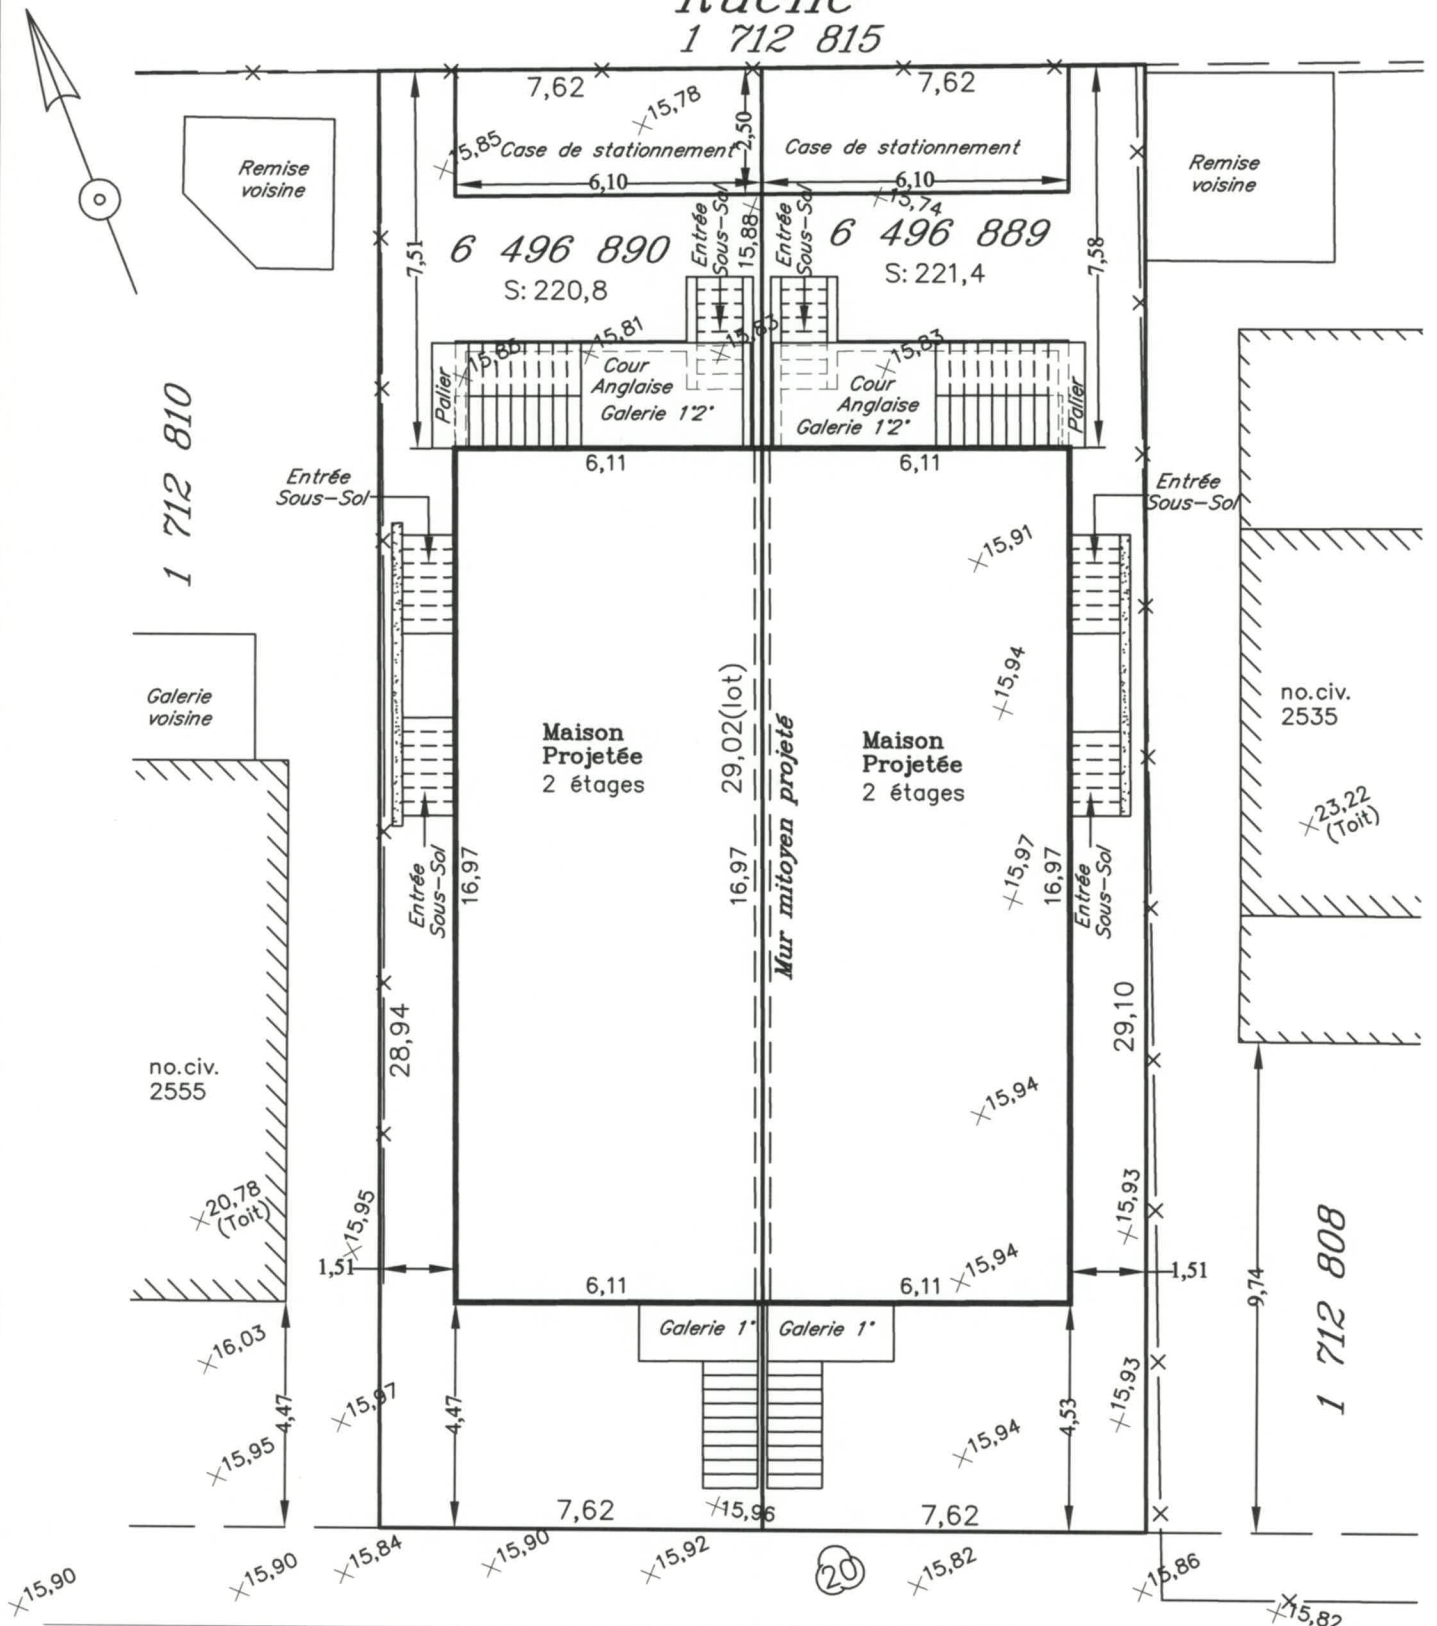 Ruelle
1 712 815
7,62
7,62
15,78
15,85
2,50
Case de stationnement
Case de stationnement
Remise
voisine
Remise
voisine
6,10
6,10
15,74
7,51
7,58
Entrée
Sous-Sol
15,88
Entrée
Sous-Sol
6 496 890
S: 220,8
6 496 889
S: 221,4
15,81
15,83
15,83
Palier
Cour
Anglaise
Galerie 1°2°
Cour
Anglaise
Galerie 1°2°
Palier
1 712 810
6,11
6,11
Entrée
Sous-Sol
Entrée
Sous-Sol
15,91
15,94
Galerie
voisine
no.civ.
2535
29,02(lot)
Mur mitoyen projeté
Maison
Projetée
2 étages
Maison
Projetée
2 étages
23,22
(Toit)
Entrée
Sous-Sol
16,97
16,97
15,97
16,97
Entrée
Sous-Sol
28,94
29,10
no.civ.
2555
15,94
20,78
(Toit)
15,95
15,93
1 712 808
1,51
6,11
6,11
15,94
1,51
9,74
Galerie 1°
Galerie 1°
16,03
4,47
15,97
4,47
4,53
15,93
15,95
15,94
7,62
15,96
7,62
15,90
15,90
15,84
15,90
15,92
20
15,82
15,86
15,82